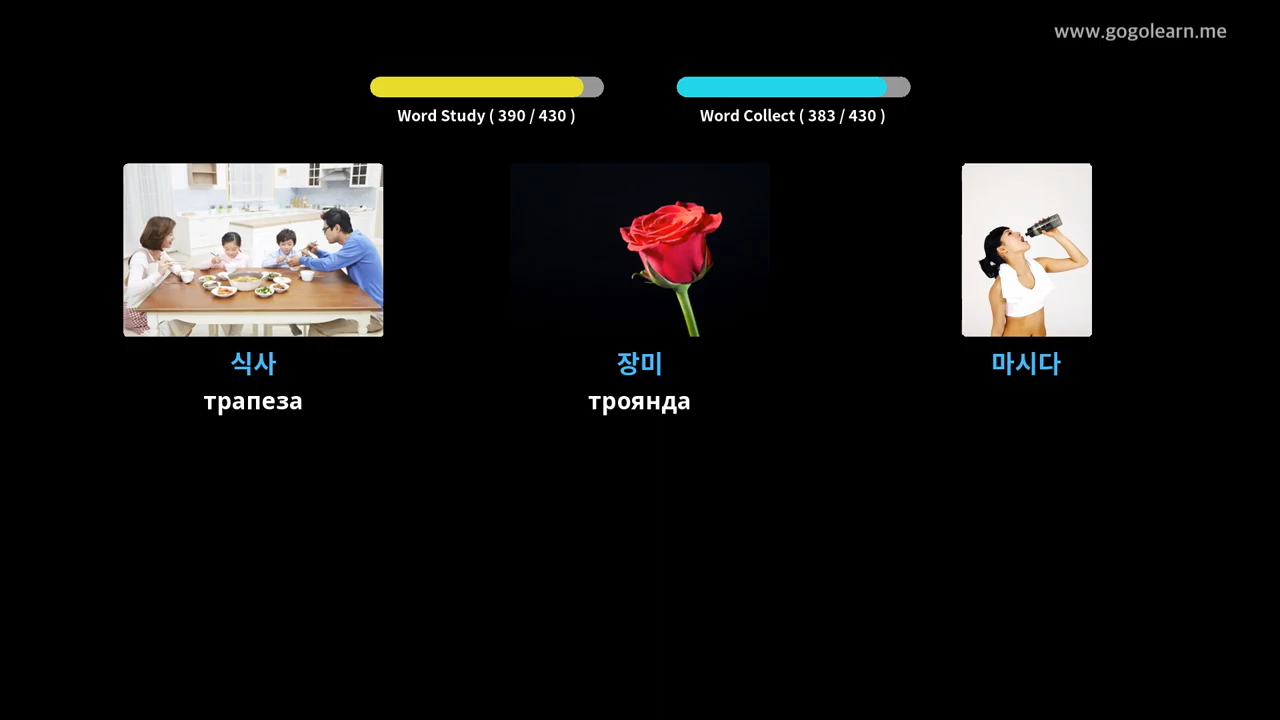 www.gogolearn.me
Word Study ( 390 / 430 )
Word Collect ( 383 / 430 )
식사
장미
마시다
трапеза
троянда